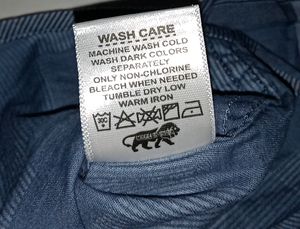 WASH CARE
MACHINE WASH COLD
WASH DARK COLORS
SEPARATELY
ONLY NON-CHLORINE
BLEACH WHEN NEEDED
TUMBLE DRY LOW
WARM IRON